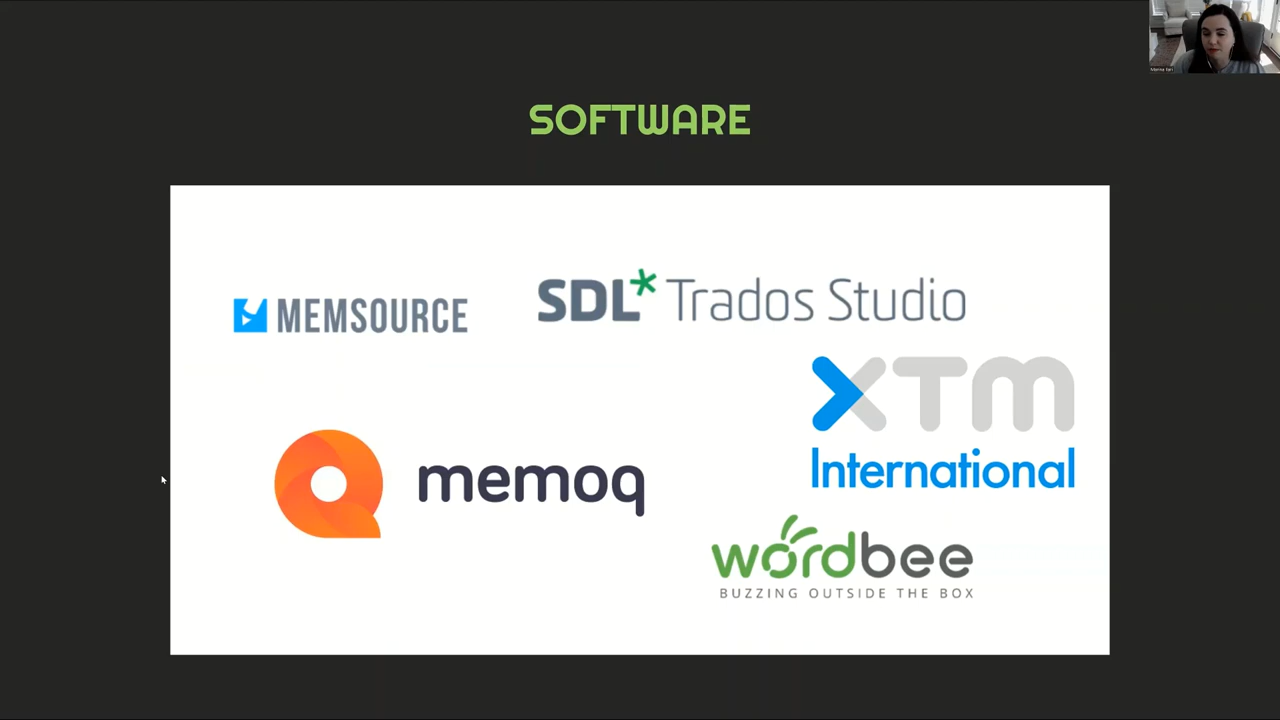 SOFTWARE
MEMSOURCE
SDL* Trados Studio
XTM
International
memoq
wordbee
BUZZING OUTSIDE THE BOX